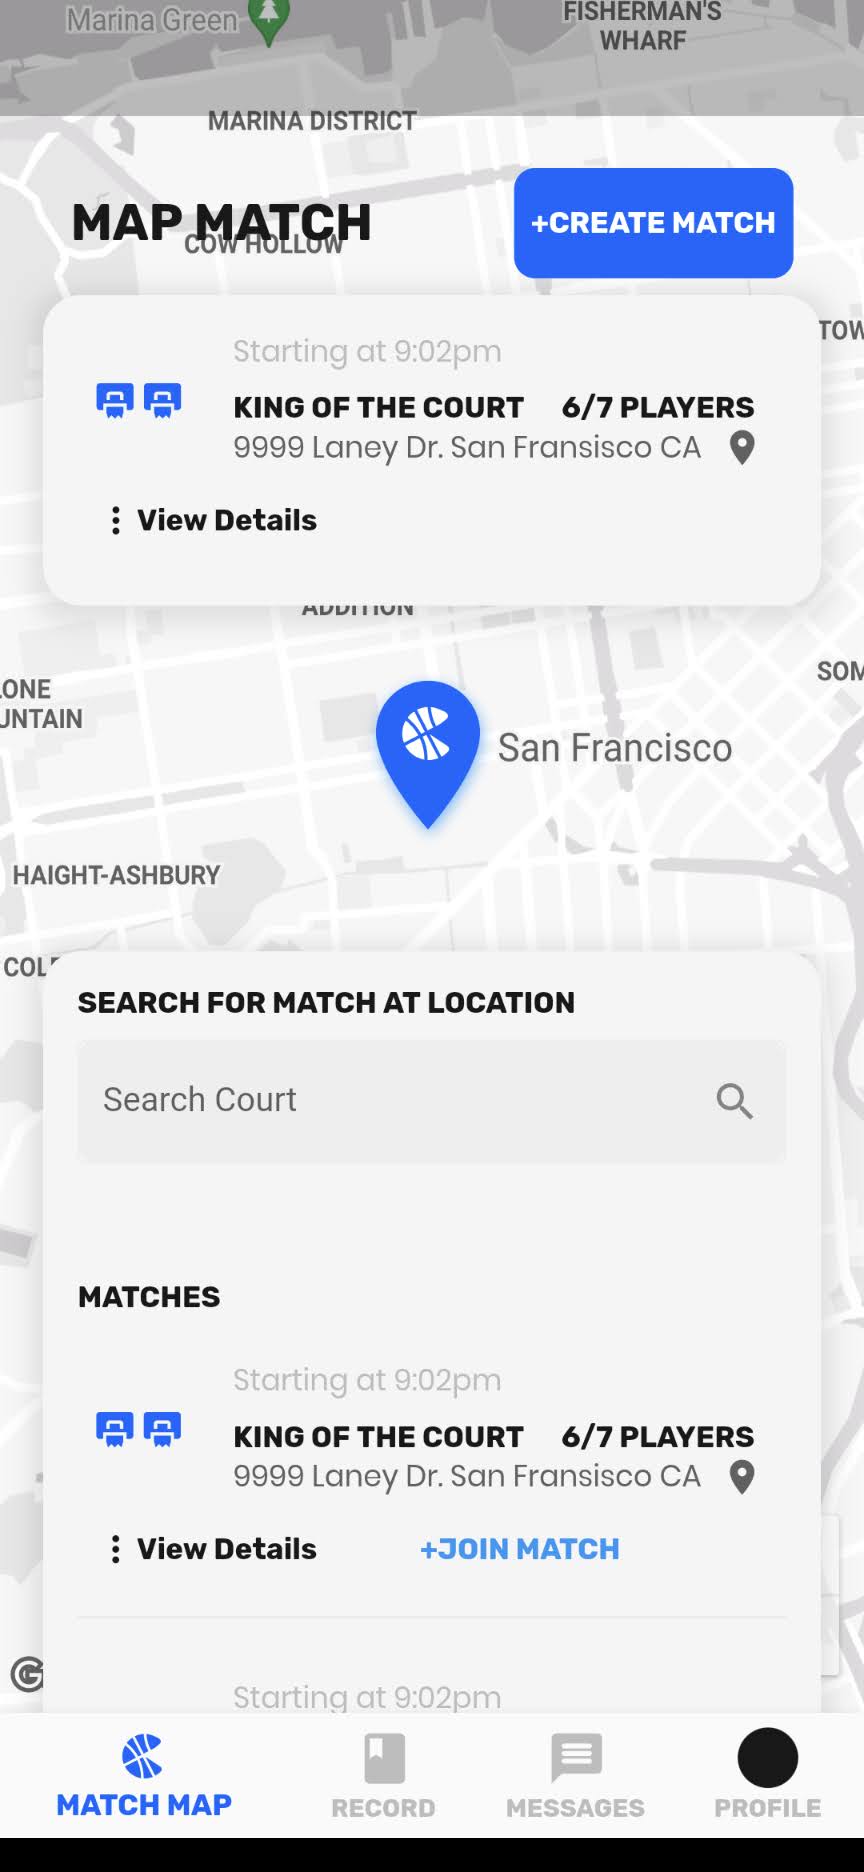 Marina Green
FISHERMAN'S
WHARF
MARINA DISTRICT
MAP MATCH
COW HOLLOW
+CREATE MATCH
TOW
Starting at 9:02pm
KING OF THE COURT 6/7 PLAYERS
9999 Laney Dr. San Fransisco CA
View Details
ADDITION
LONE
UNTAIN
SOM
San Francisco
HAIGHT-ASHBURY
COL
SEARCH FOR MATCH AT LOCATION
Search Court
MATCHES
Starting at 9:02pm
KING OF THE COURT 6/7 PLAYERS
9999 Laney Dr. San Fransisco CA
View Details +JOIN MATCH
Starting at 9:02pm
MATCH MAP RECORD MESSAGES PROFILE